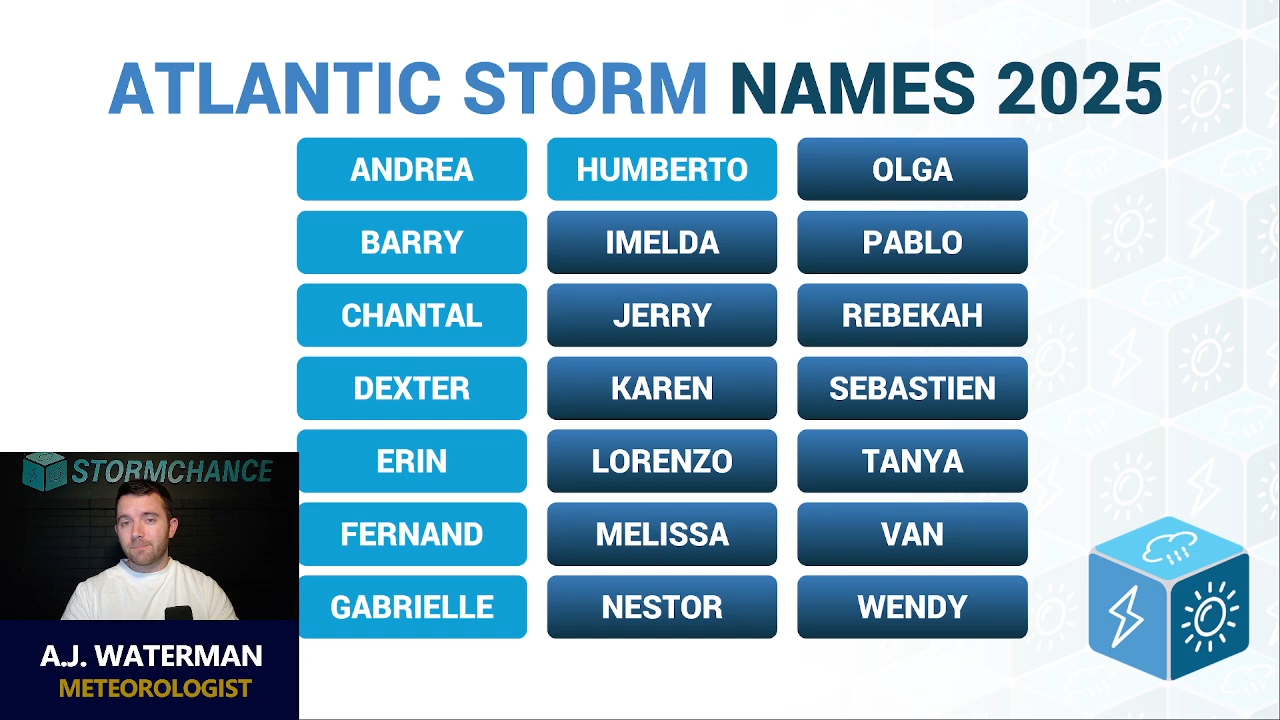 ATLANTIC STORM NAMES 2025
ANDREA
BARRY
CHANTAL
DEXTER
ERIN
FERNAND
GABRIELLE
HUMBERTO
IMELDA
JERRY
KAREN
LORENZO
MELISSA
NESTOR
OLGA
PABLO
REBEKAH
SEBASTIEN
TANYA
VAN
WENDY
STORMCHANCE
A.J. WATERMAN
METEOROLOGIST